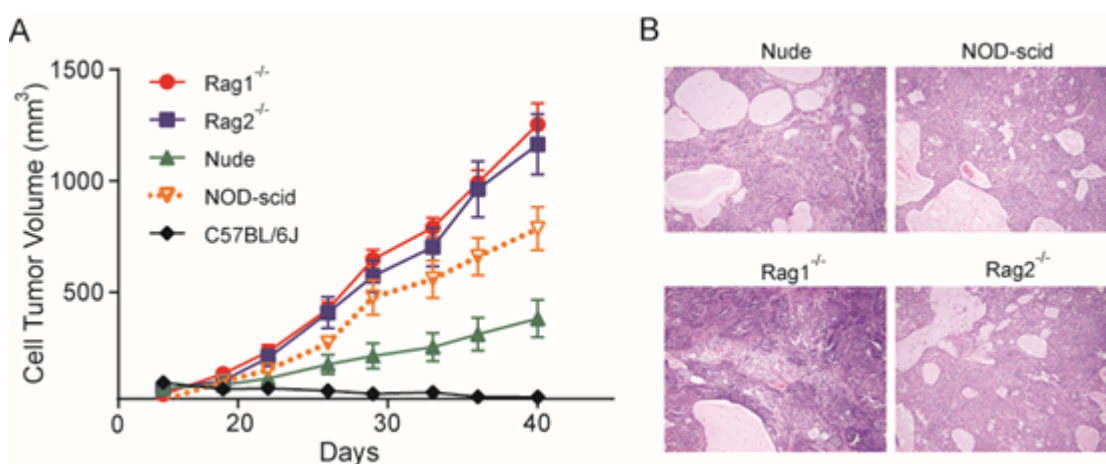 A
Cell Tumor Volume (mm³)
1500
1000
500
Rag1⁻/⁻
Rag2⁻/⁻
Nude
NOD-scid
C57BL/6J
0
20
30
40
Days
B
Nude
NOD-scid
Rag1⁻/⁻
Rag2⁻/⁻